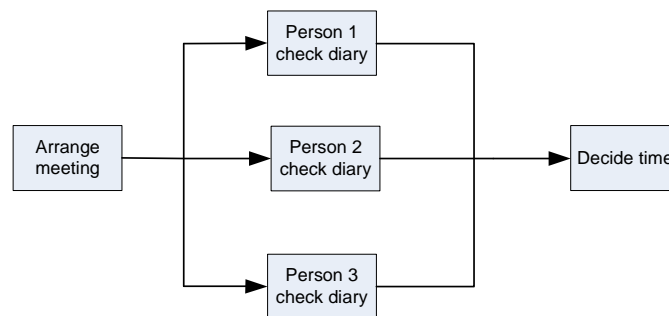 Person 1
check diary
Arrange
meeting
Person 2
check diary
Decide time
Person 3
check diary